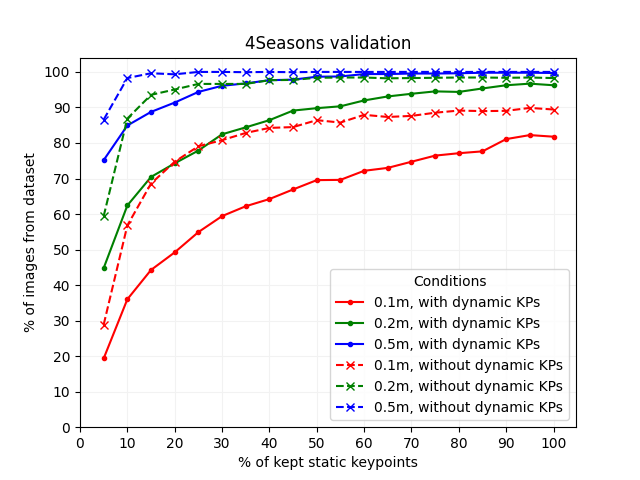 4Seasons validation
% of images from dataset
100
90
80
70
60
50
40
30
20
10
0
Conditions
0.1m, with dynamic KPs
0.2m, with dynamic KPs
0.5m, with dynamic KPs
0.1m, without dynamic KPs
0.2m, without dynamic KPs
0.5m, without dynamic KPs
0 10 20 30 40 50 60 70 80 90 100
% of kept static keypoints